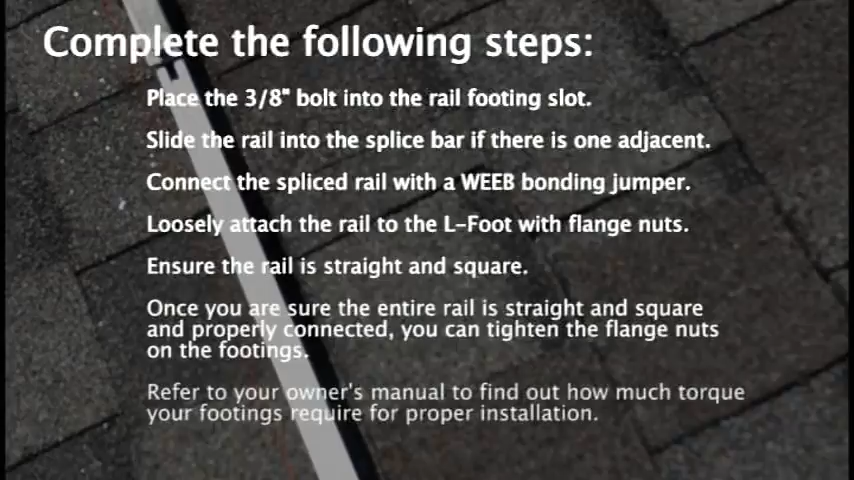 Complete the following steps:
Place the 3/8" bolt into the rail footing slot.
Slide the rail into the splice bar if there is one adjacent.
Connect the spliced rail with a WEEB bonding jumper.
Loosely attach the rail to the L-Foot with flange nuts.
Ensure the rail is straight and square.
Once you are sure the entire rail is straight and square
and properly connected, you can tighten the flange nuts
on the footings.
Refer to your owner's manual to find out how much torque
your footings require for proper installation.